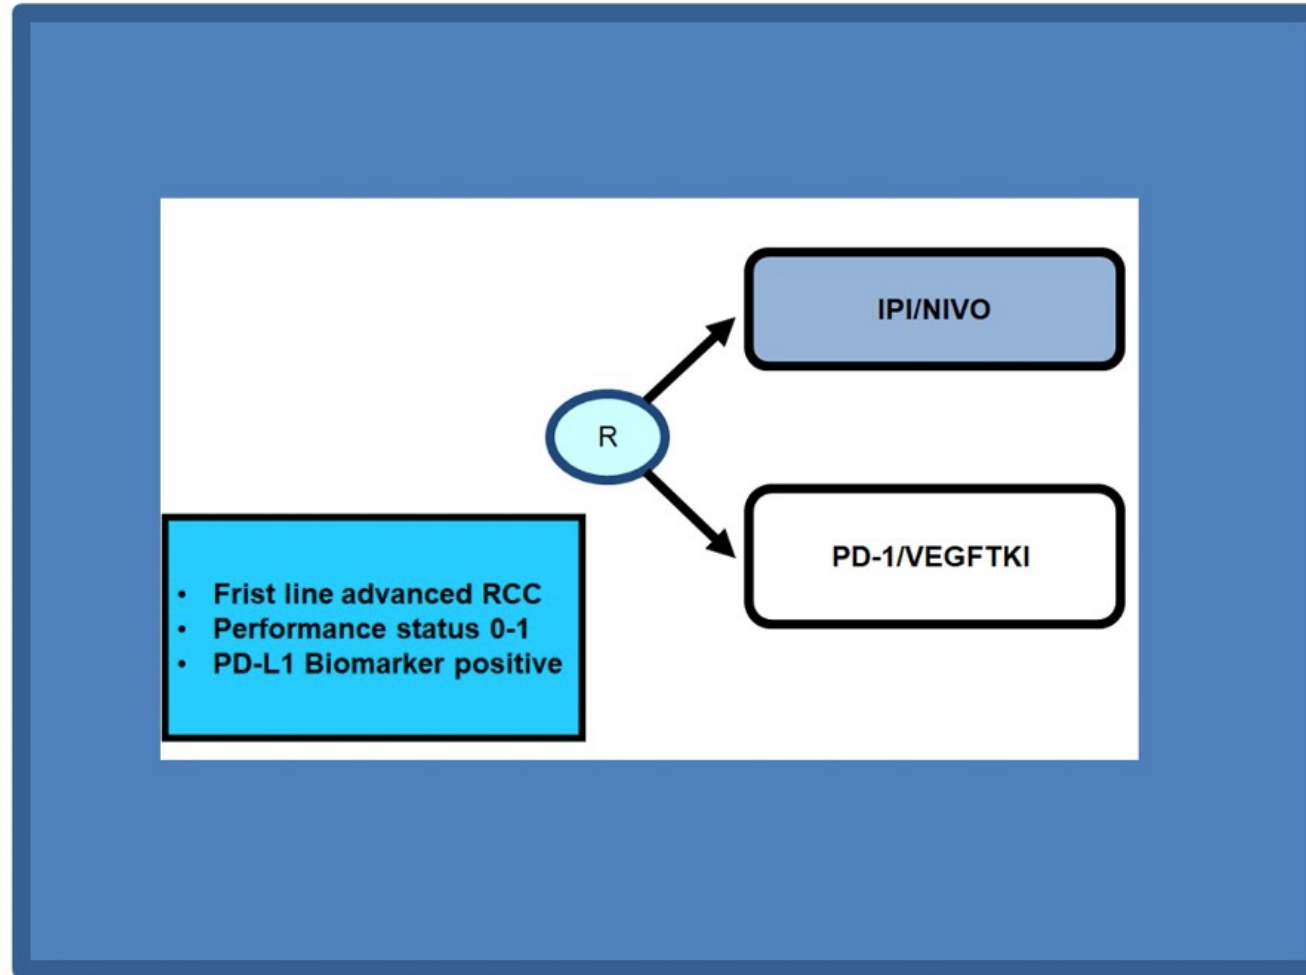 IPI/NIVO
R
PD-1/VEGFTKI
• Frist line advanced RCC
• Performance status 0-1
• PD-L1 Biomarker positive